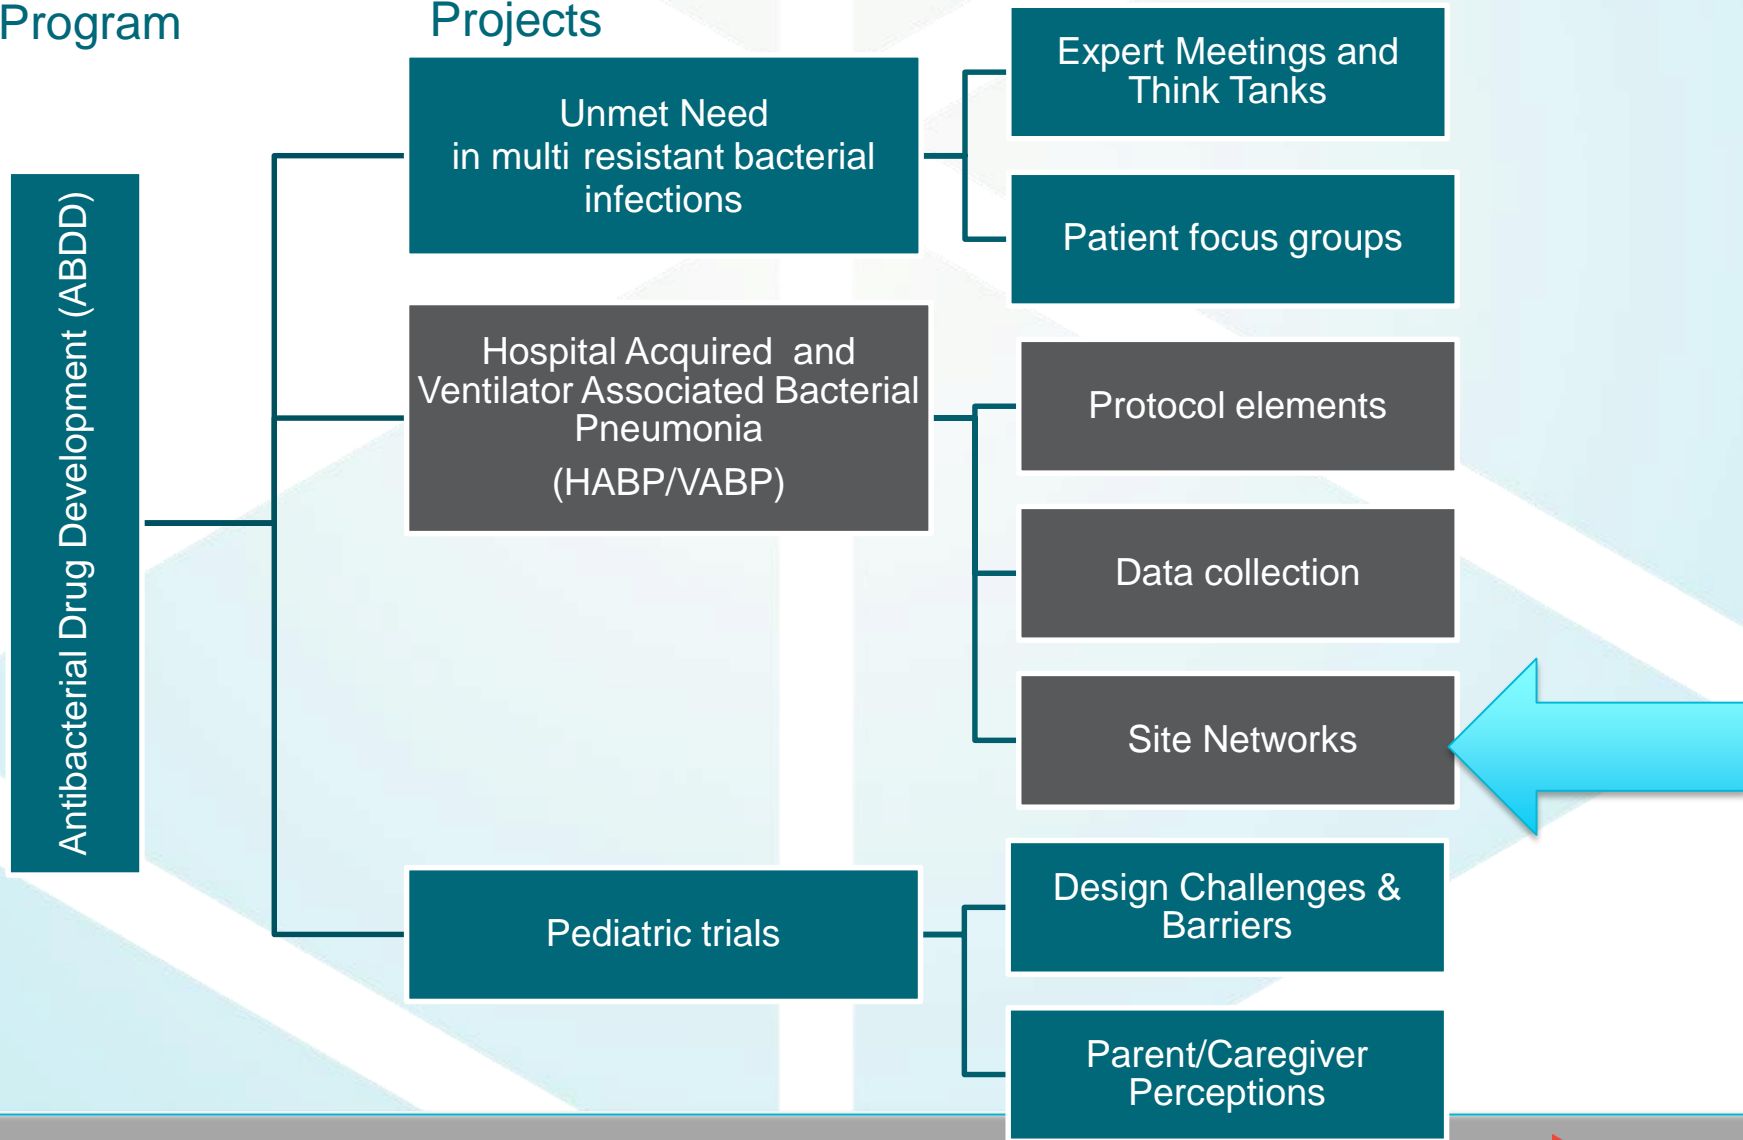 Program
Projects
Antibacterial Drug Development (ABDD)
Unmet Need
in multi resistant bacterial
infections
Expert Meetings and
Think Tanks
Patient focus groups
Hospital Acquired and
Ventilator Associated Bacterial
Pneumonia
(HABP/VABP)
Protocol elements
Data collection
Site Networks
Pediatric trials
Design Challenges &
Barriers
Parent/Caregiver
Perceptions